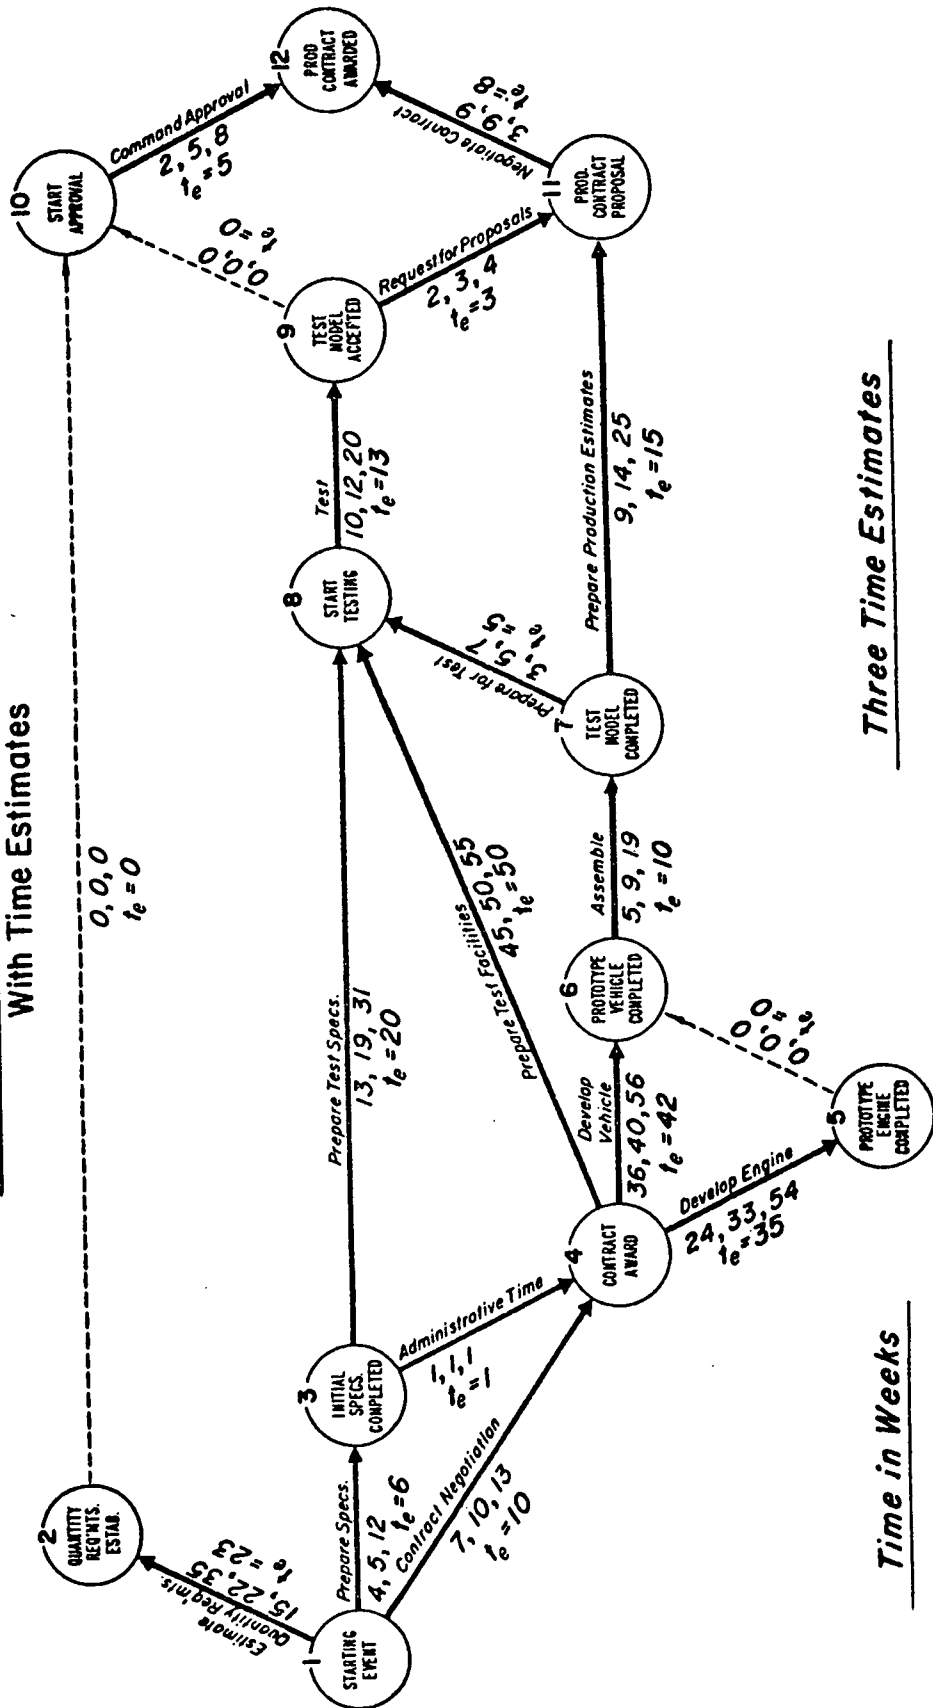 With Time Estimates
1
STARTING
EVENT
Estimate
Quantity Req'mts.
15, 22, 35
te = 23
2
QUANTITY
REQ'MTS.
ESTAB.
0, 0, 0
te = 0
Prepare Specs.
4, 5, 12
te = 6
3
INITIAL
SPECS.
COMPLETED
Contract Negotiation
7, 10, 13
te = 10
Administrative Time
1, 1, 1
te = 1
4
CONTRACT
AWARD
Prepare Test Specs.
13, 19, 31
te = 20
Prepare Test Facilities
45, 50, 55
te = 50
Develop
Vehicle
36, 40, 56
te = 42
Develop Engine
24, 33, 54
te = 35
5
PROTOTYPE
ENGINE
COMPLETED
0, 0, 0
6
PROTOTYPE
VEHICLE
COMPLETED
Assemble
5, 9, 19
te = 10
7
TEST
MODEL
COMPLETED
Prepare for Test
3, 5, 7
te = 5
8
START
TESTING
Test
10, 12, 20
te = 13
9
TEST
MODEL
ACCEPTED
0, 0, 0
te = 0
10
START
APPROVAL
Command Approval
2, 5, 8
te = 5
Request for Proposals
2, 3, 4
te = 3
Prepare Production Estimates
9, 14, 25
te = 15
11
PROD.
CONTRACT
PROPOSAL
Negotiate Contract
3, 9, 9
te = 8
12
PROD
CONTRACT
AWARDED
Time in Weeks
Three Time Estimates